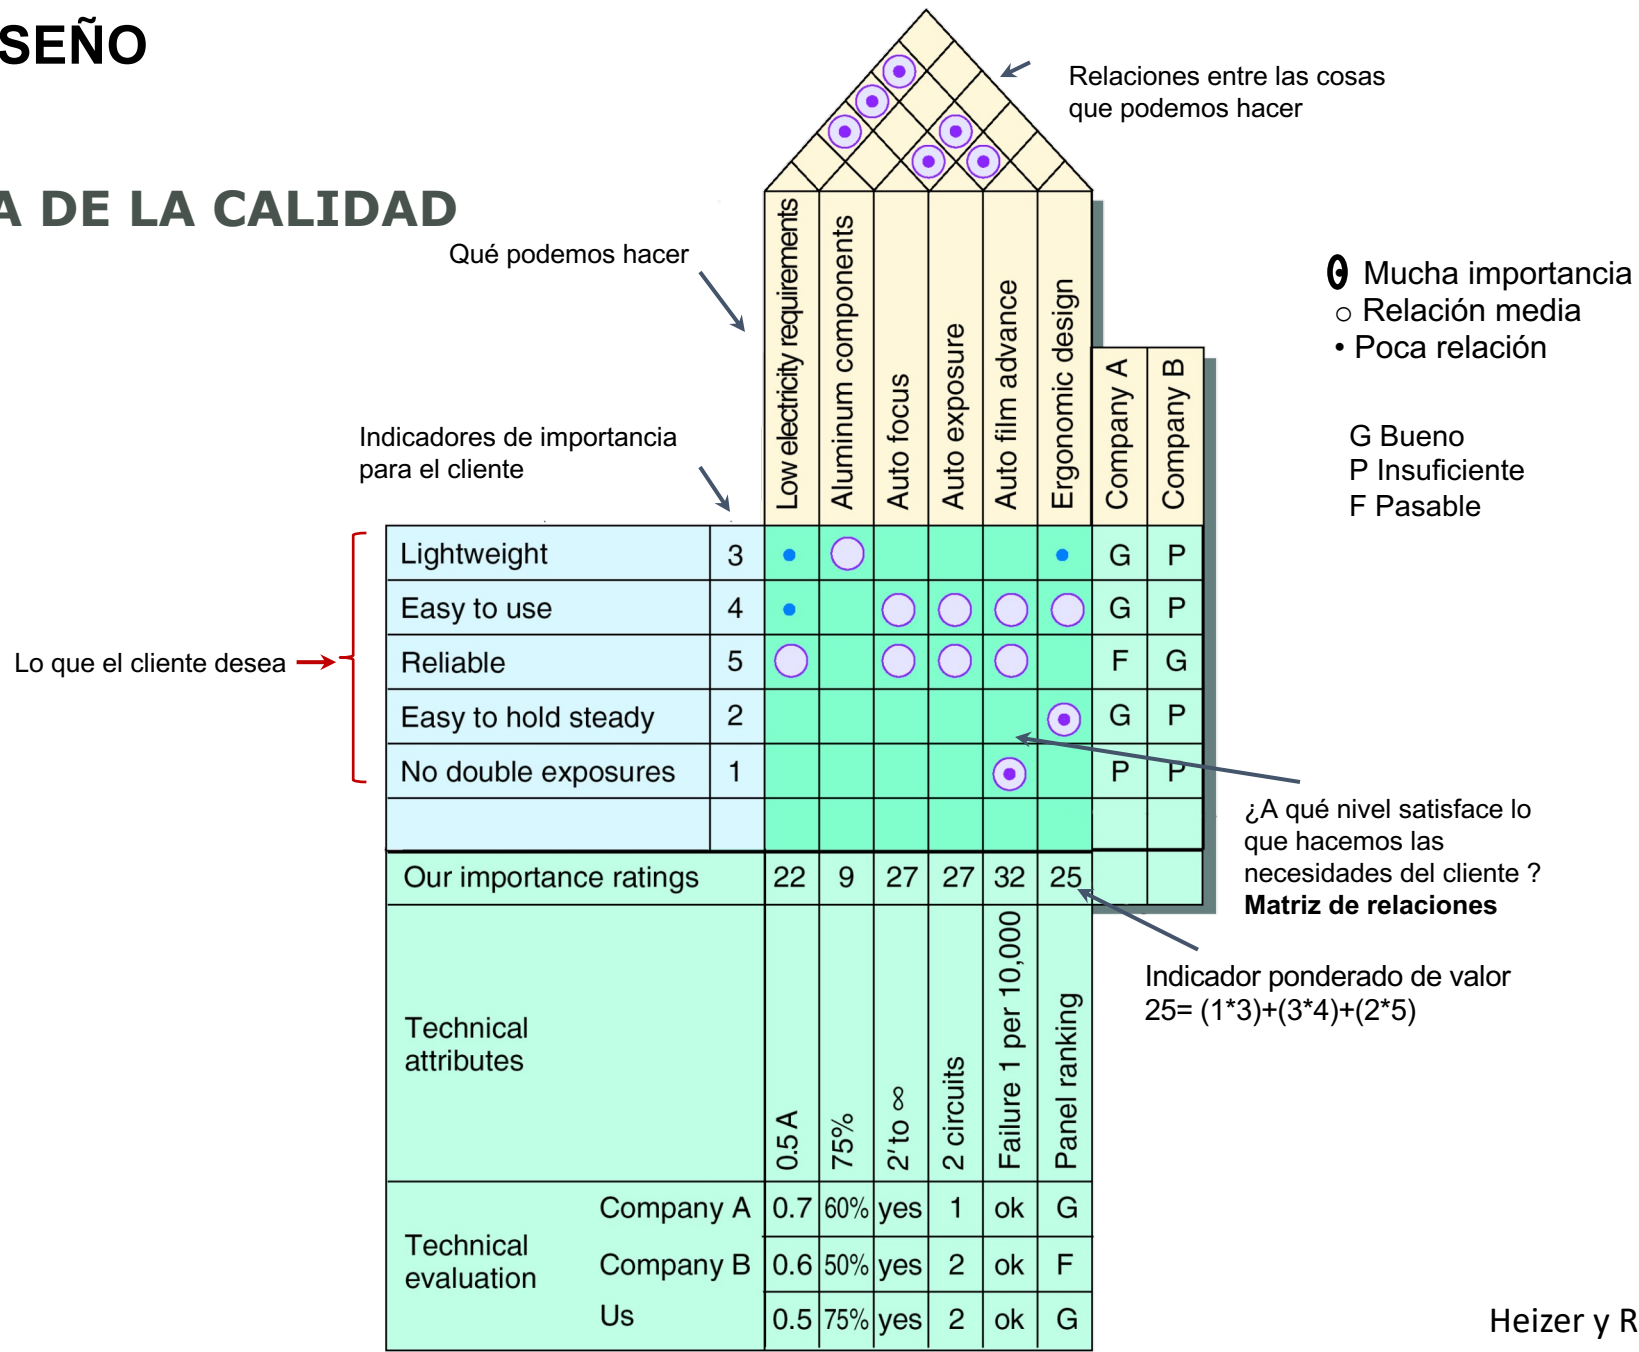 SEÑO
A DE LA CALIDAD
Relaciones entre las cosas
que podemos hacer
Qué podemos hacer
Mucha importancia
Relación media
• Poca relación
G Bueno
P Insuficiente
F Pasable
Indicadores de importancia
para el cliente
Lo que el cliente desea
Low electricity requirements
Aluminum components
Auto focus
Auto exposure
Auto film advance
Ergonomic design
Company A
Company B
Lightweight 3 G P
Easy to use 4 G P
Reliable 5 F G
Easy to hold steady 2 G P
No double exposures 1 P P
Our importance ratings 22 9 27 27 32 25
¿A qué nivel satisface lo
que hacemos las
necesidades del cliente ?
Matriz de relaciones
Indicador ponderado de valor
25= (1*3)+(3*4)+(2*5)
Technical
attributes
0.5 A
75%
2' to ∞
2 circuits
Failure 1 per 10,000
Panel ranking
Technical
evaluation
Company A 0.7 60% yes 1 ok G
Company B 0.6 50% yes 2 ok F
Us 0.5 75% yes 2 ok G
Heizer y R